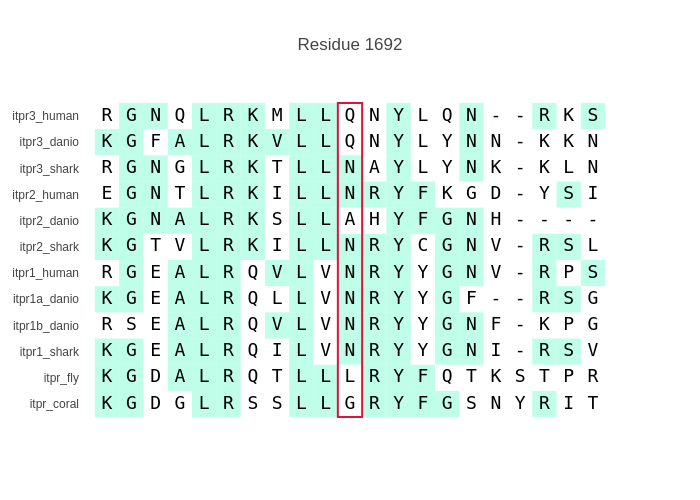 Residue 1692
itpr3_human R G N Q L R K M L L Q N Y L Q N - - R K S
itpr3_danio K G F A L R K V L L Q N Y L Y N N - K K N
itpr3_shark R G N G L R K T L L N A Y L Y N K - K L N
itpr2_human E G N T L R K I L L N R Y F K G D - Y S I
itpr2_danio K G N A L R K S L L A H Y F G N H - - - -
itpr2_shark K G T V L R K I L L N R Y C G N V - R S L
itpr1_human R G E A L R Q V L V N R Y Y G N V - R P S
itpr1a_danio K G E A L R Q L L V N R Y Y G F - - R S G
itpr1b_danio R S E A L R Q V L V N R Y Y G N F - K P G
itpr1_shark K G E A L R Q I L V N R Y Y G N I - R S V
itpr_fly K G D A L R Q T L L L R Y F Q T K S T P R
itpr_coral K G D G L R S S L L G R Y F G S N Y R I T